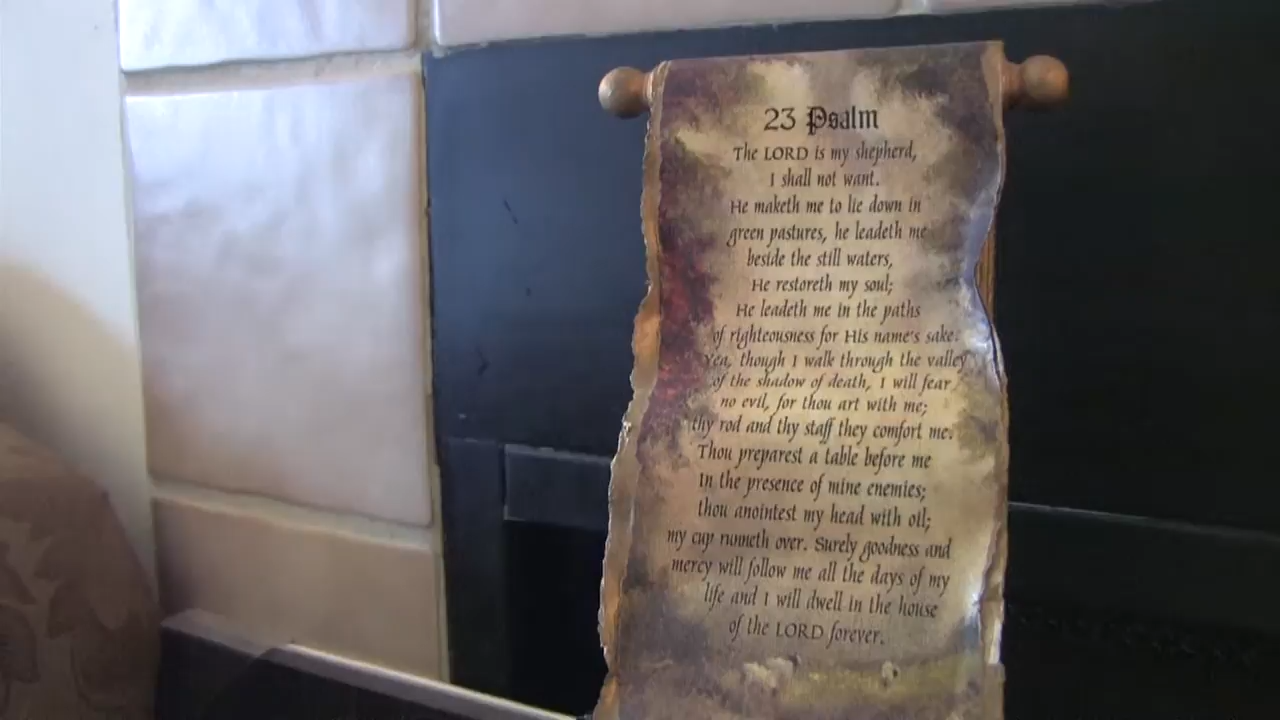 23 Psalm
The LORD is my shepherd,
I shall not want.
He maketh me to lie down in
green pastures, he leadeth me
beside the still waters,
He restoreth my soul;
He leadeth me in the paths
of righteousness for His name's sake.
Yea, though I walk through the valley
of the shadow of death, I will fear
no evil, for thou art with me;
thy rod and thy staff they comfort me.
Thou preparest a table before me
In the presence of mine enemies;
thou anointest my head with oil;
my cup runneth over. Surely goodness and
mercy will follow me all the days of my
life and I will dwell in the house
of the LORD forever.